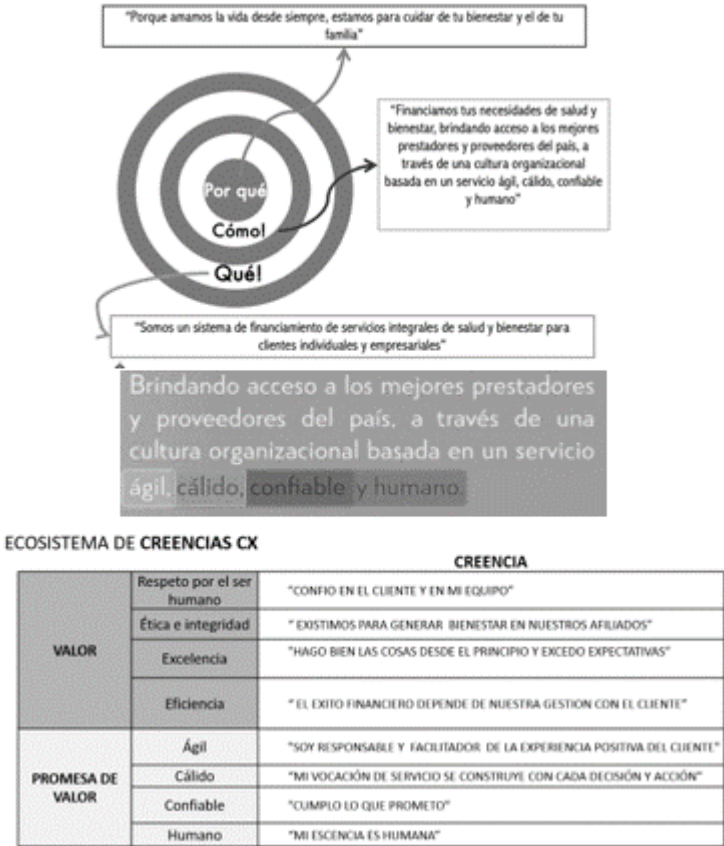 "Porque amamos la vida desde siempre, estamos para cuidar de tu bienestar y el de tu
familia"
"Financiamos tus necesidades de salud y
bienestar, brindando acceso a los mejores
prestadores y proveedores del país, a
través de una cultura organizacional
basada en un servicio ágil, cálido, confiable
y humano"
Por qué
Cómo!
Qué!
"Somos un sistema de financiamiento de servicios integrales de salud y bienestar para
clientes individuales y empresariales"
Brindando acceso a los mejores prestadores
y proveedores del país, a través de una
cultura organizacional basada en un servicio
ágil, cálido, confiable y humano.
ECOSISTEMA DE CREENCIAS CX
CREENCIA
VALOR
Respeto por el ser
humano
"CONFIO EN EL CLIENTE Y EN MI EQUIPO"
Ética e integridad
" EXISTIMOS PARA GENERAR BIENESTAR EN NUESTROS AFILIADOS"
Excelencia
"HAGO BIEN LAS COSAS DESDE EL PRINCIPIO Y EXCEDO EXPECTATIVAS"
Eficiencia
" EL EXITO FINANCIERO DEPENDE DE NUESTRA GESTION CON EL CLIENTE"
PROMESA DE
VALOR
Ágil
"SOY RESPONSABLE Y FACILITADOR DE LA EXPERIENCIA POSITIVA DEL CLIENTE"
Cálido
"MI VOCACIÓN DE SERVICIO SE CONSTRUYE CON CADA DECISIÓN Y ACCIÓN"
Confiable
"CUMPLO LO QUE PROMETO"
Humano
"MI ESCENCIA ES HUMANA"